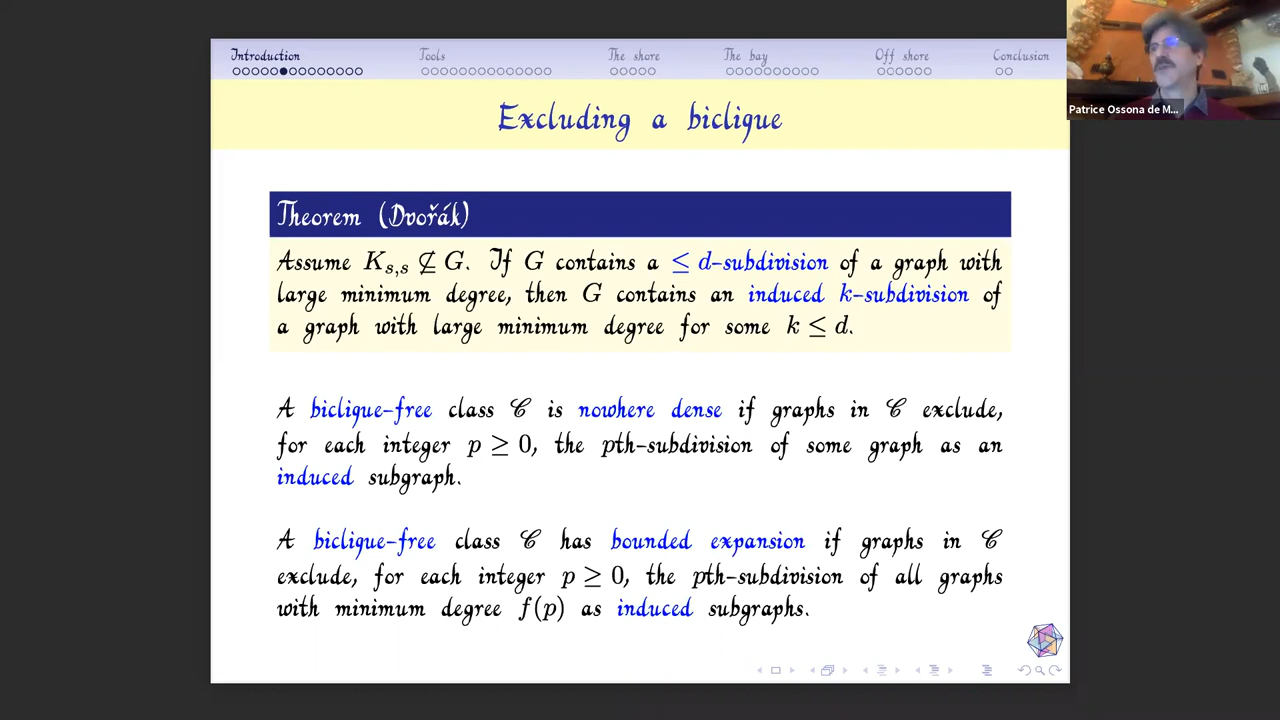 Introduction Tools The shore The bay Off shore Conclusion
Patrice Ossona de M...
Excluding a biclique
Theorem (Dvořák)
Assume K_{s,s} ⊈ G. If G contains a ≤ d-subdivision of a graph with
large minimum degree, then G contains an induced k-subdivision of
a graph with large minimum degree for some k ≤ d.
A biclique-free class 𝒞 is nowhere dense if graphs in 𝒞 exclude,
for each integer p ≥ 0, the pth-subdivision of some graph as an
induced subgraph.
A biclique-free class 𝒞 has bounded expansion if graphs in 𝒞
exclude, for each integer p ≥ 0, the pth-subdivision of all graphs
with minimum degree f(p) as induced subgraphs.